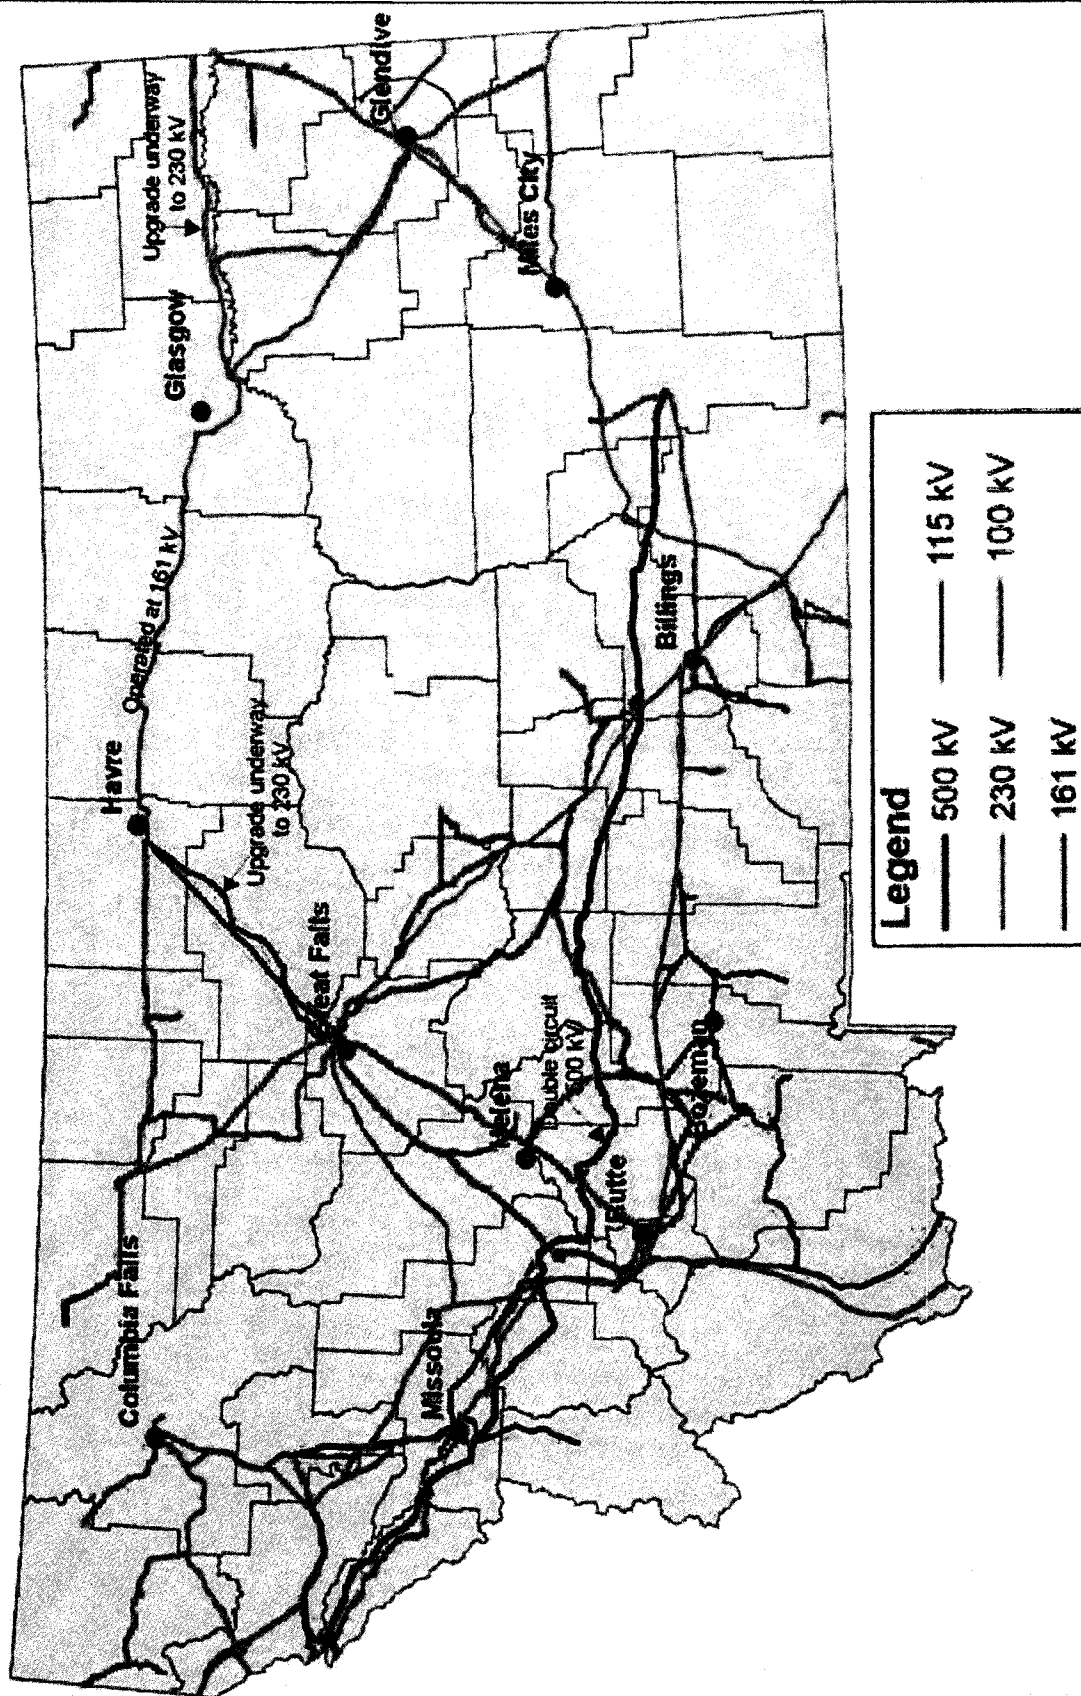 Columbia Falls
Havre
Operated at 161 kV
Glasgow
Upgrade underway
to 230 kV
Upgrade underway
to 230 kV
Great Falls
Glendive
Missoula
Helena
Double circuit
500 kV
Miles City
Butte
Bozeman
Billings
Legend
500 kV
115 kV
230 kV
100 kV
161 kV